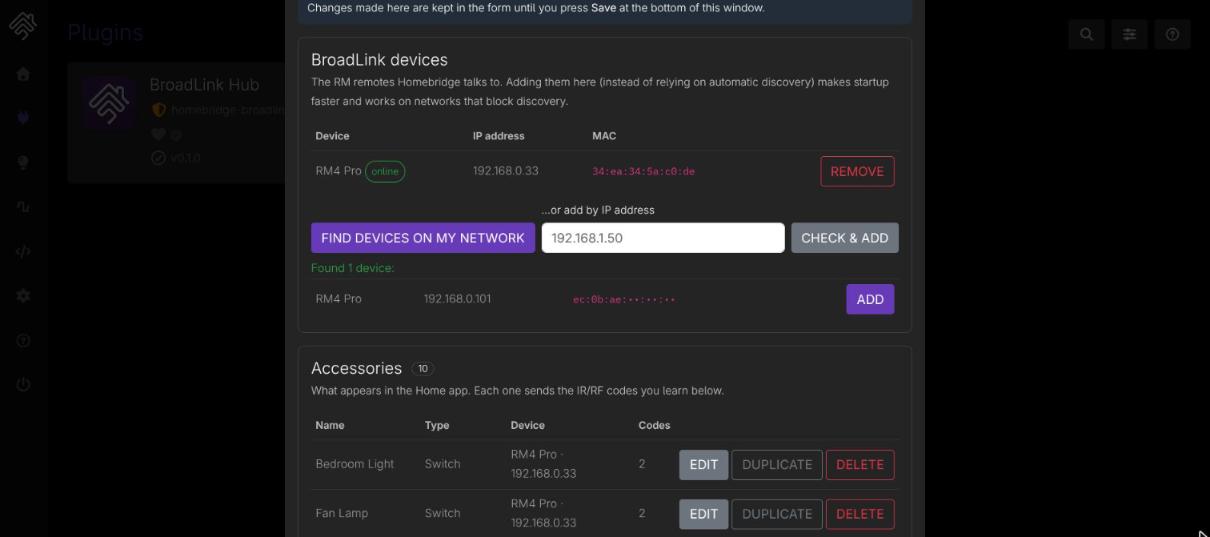 Changes made here are kept in the form until you press Save at the bottom of this window.
Plugins
BroadLink Hub
homebridge-broadlin
v0.1.0
BroadLink devices
The RM remotes Homebridge talks to. Adding them here (instead of relying on automatic discovery) makes startup
faster and works on networks that block discovery.
Device IP address MAC
RM4 Pro online 192.168.0.33 34:ea:34:5a:c0:de REMOVE
...or add by IP address
FIND DEVICES ON MY NETWORK 192.168.1.50 CHECK & ADD
Found 1 device:
RM4 Pro 192.168.0.101 ec:0b:ae:••:••:•• ADD
Accessories 10
What appears in the Home app. Each one sends the IR/RF codes you learn below.
Name Type Device Codes
Bedroom Light Switch RM4 Pro · 192.168.0.33 2 EDIT DUPLICATE DELETE
Fan Lamp Switch RM4 Pro · 192.168.0.33 2 EDIT DUPLICATE DELETE